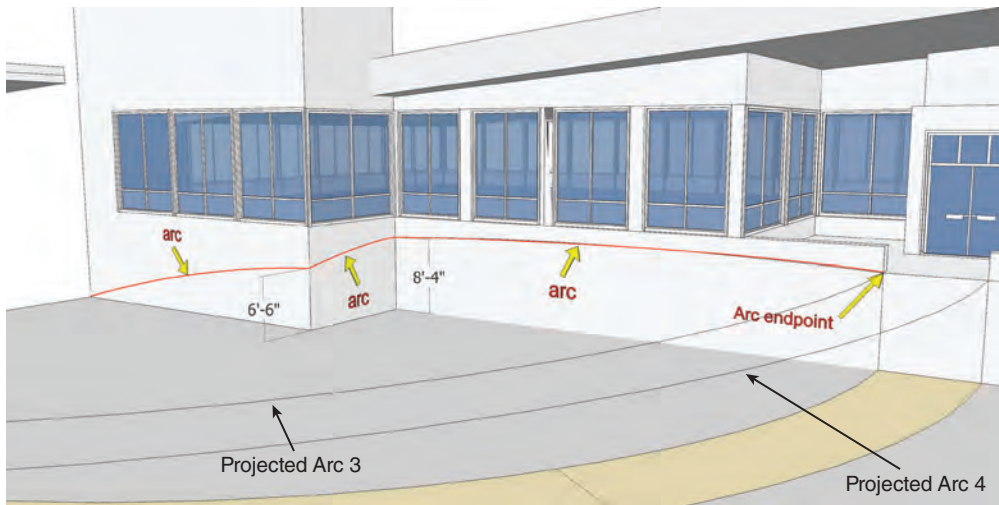 arc
6'-6"
arc
8'-4"
arc
Arc endpoint
Projected Arc 3
Projected Arc 4